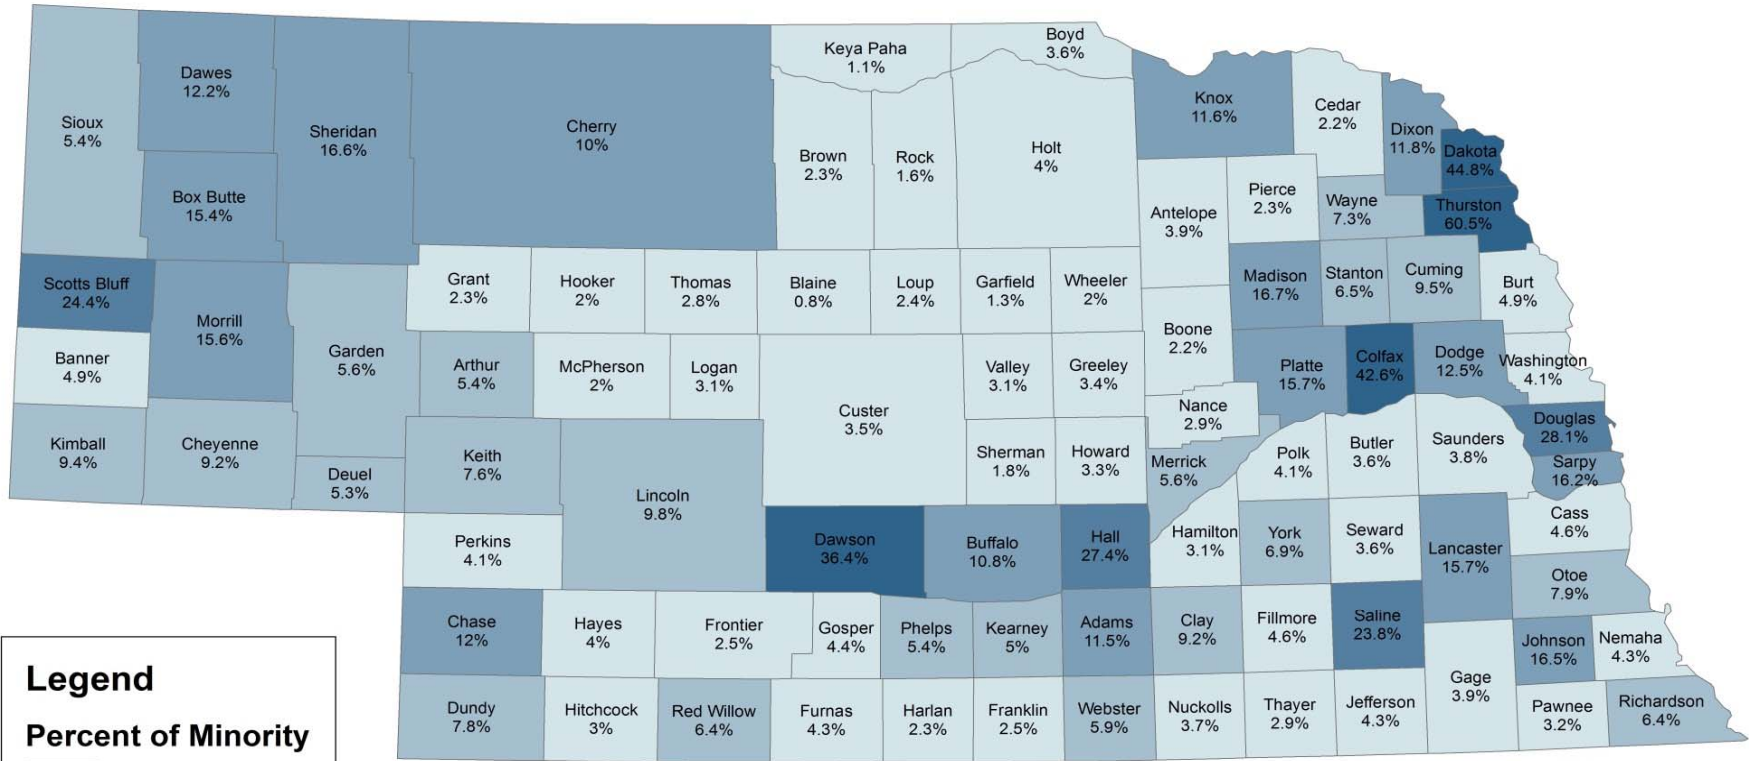 Sioux
5.4%
Dawes
12.2%
Box Butte
15.4%
Sheridan
16.6%
Cherry
10%
Keya Paha
1.1%
Boyd
3.6%
Brown
2.3%
Rock
1.6%
Holt
4%
Knox
11.6%
Cedar
2.2%
Dixon
11.8%
Dakota
44.8%
Antelope
3.9%
Pierce
2.3%
Wayne
7.3%
Thurston
60.5%
Scotts Bluff
24.4%
Banner
4.9%
Kimball
9.4%
Morrill
15.6%
Cheyenne
9.2%
Garden
5.6%
Deuel
5.3%
Grant
2.3%
Hooker
2%
Thomas
2.8%
Blaine
0.8%
Loup
2.4%
Garfield
1.3%
Wheeler
2%
Madison
16.7%
Stanton
6.5%
Cuming
9.5%
Burt
4.9%
Arthur
5.4%
McPherson
2%
Logan
3.1%
Custer
3.5%
Valley
3.1%
Greeley
3.4%
Boone
2.2%
Platte
15.7%
Colfax
42.6%
Dodge
12.5%
Washington
4.1%
Nance
2.9%
Douglas
28.1%
Sarpy
16.2%
Keith
7.6%
Lincoln
9.8%
Sherman
1.8%
Howard
3.3%
Merrick
5.6%
Polk
4.1%
Butler
3.6%
Saunders
3.8%
Perkins
4.1%
Dawson
36.4%
Buffalo
10.8%
Hall
27.4%
Hamilton
3.1%
York
6.9%
Seward
3.6%
Lancaster
15.7%
Cass
4.6%
Otoe
7.9%
Chase
12%
Hayes
4%
Frontier
2.5%
Gosper
4.4%
Phelps
5.4%
Kearney
5%
Adams
11.5%
Clay
9.2%
Fillmore
4.6%
Saline
23.8%
Johnson
16.5%
Nemaha
4.3%
Dundy
7.8%
Hitchcock
3%
Red Willow
6.4%
Furnas
4.3%
Harlan
2.3%
Franklin
2.5%
Webster
5.9%
Nuckolls
3.7%
Thayer
2.9%
Jefferson
4.3%
Gage
3.9%
Pawnee
3.2%
Richardson
6.4%
Legend
Percent of Minority